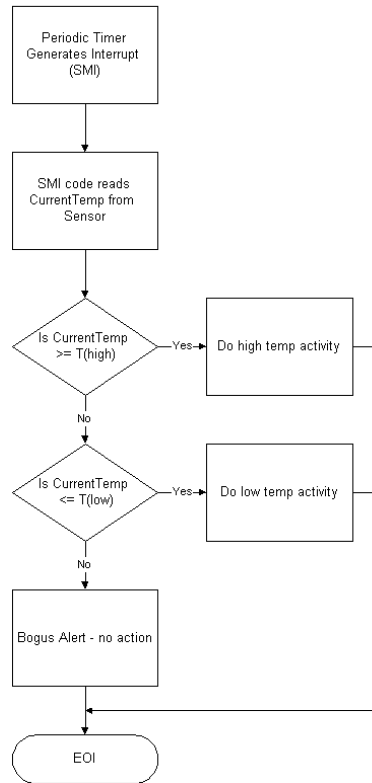 Periodic Timer
Generates Interrupt
(SMI)
SMI code reads
CurrentTemp from
Sensor
Is CurrentTemp
>= T(high)
Yes
Do high temp activity
No
Is CurrentTemp
<= T(low)
Yes
Do low temp activity
No
Bogus Alert - no action
EOI